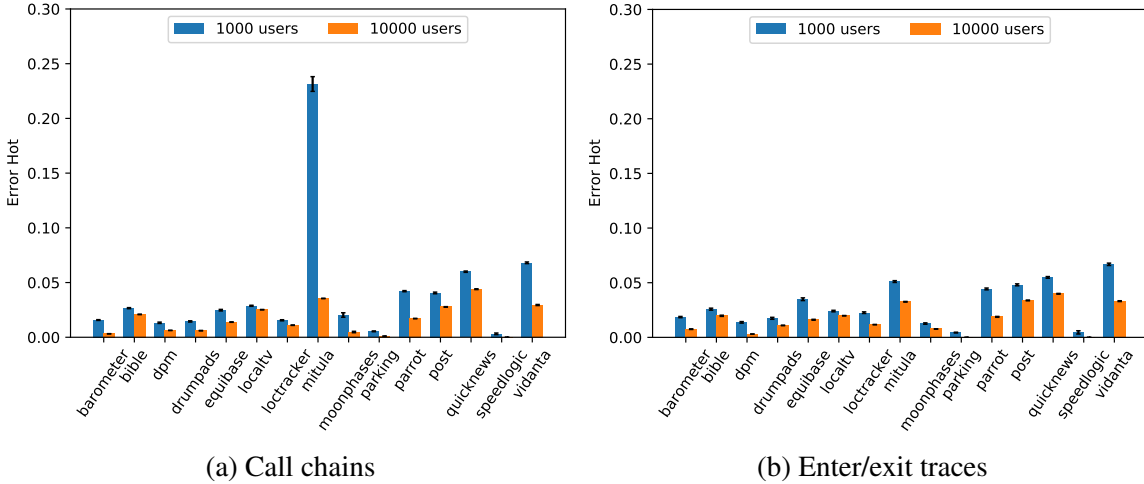 0.30
0.25
0.20
0.15
0.10
0.05
0.00
Error Hot
1000 users 10000 users
barometer
bible
dpm
drumpads
equibase
localtv
loctracker
mitula
moonphases
parking
parrot
post
quicknews
speedlogic
vidanta
(a) Call chains
0.30
0.25
0.20
0.15
0.10
0.05
0.00
Error Hot
1000 users 10000 users
barometer
bible
dpm
drumpads
equibase
localtv
loctracker
mitula
moonphases
parking
parrot
post
quicknews
speedlogic
vidanta
(b) Enter/exit traces